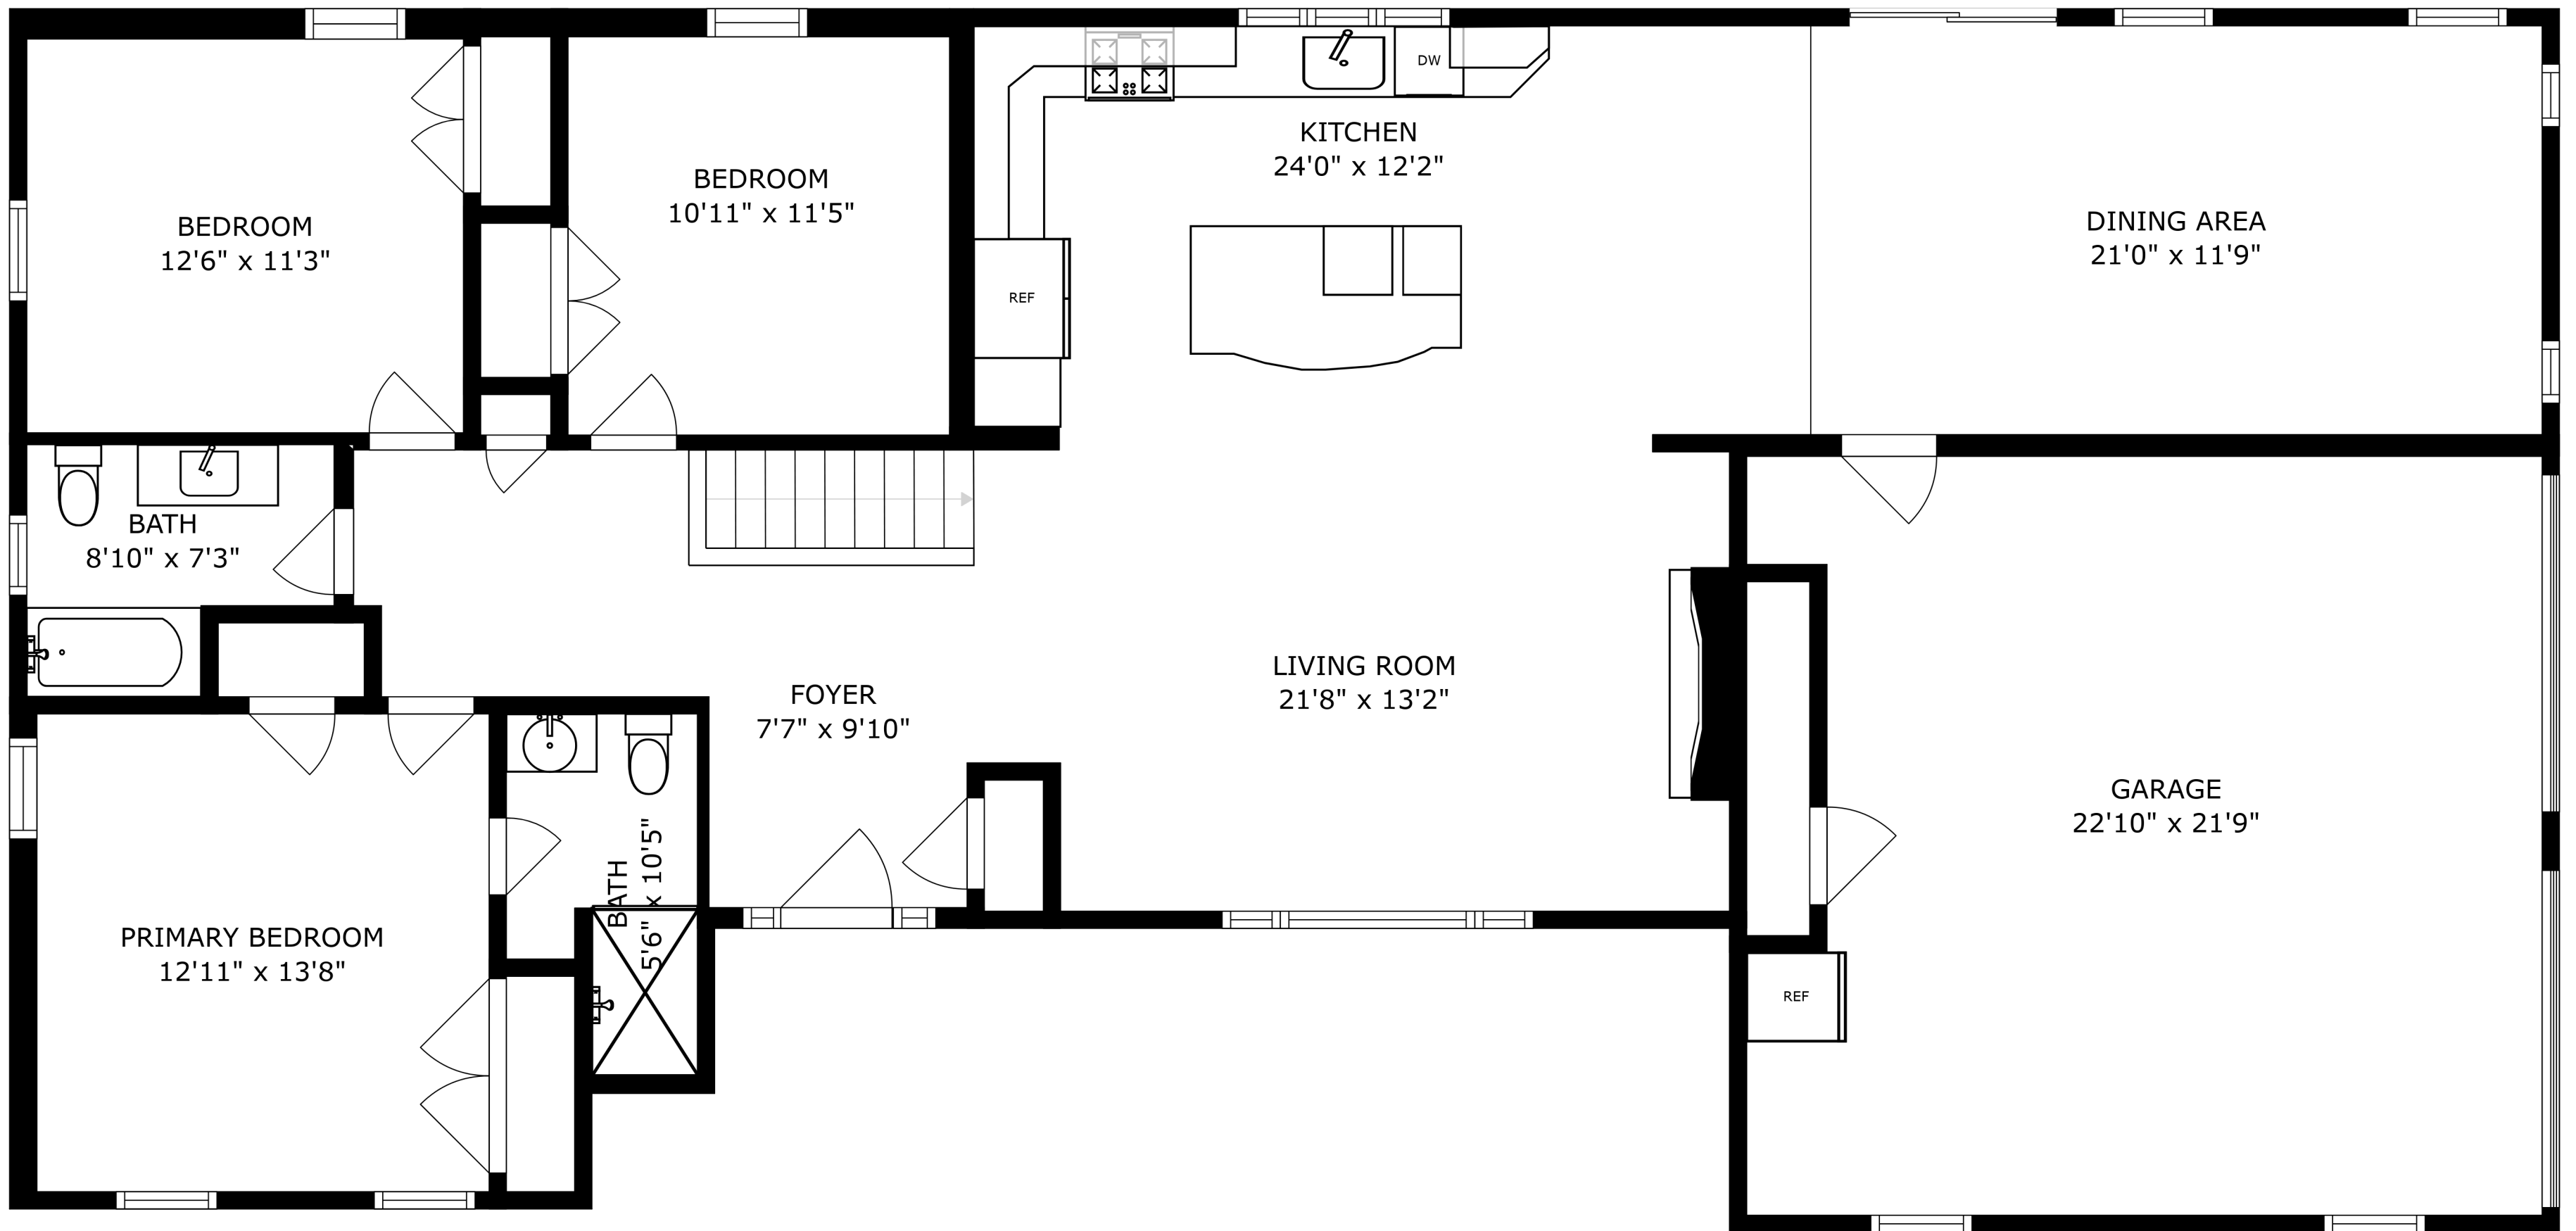 DW
KITCHEN
24'0" x 12'2"
BEDROOM
10'11" x 11'5"
BEDROOM
12'6" x 11'3"
DINING AREA
21'0" x 11'9"
REF
BATH
8'10" x 7'3"
LIVING ROOM
21'8" x 13'2"
FOYER
7'7" x 9'10"
GARAGE
22'10" x 21'9"
BATH
5'6" x 10'5"
PRIMARY BEDROOM
12'11" x 13'8"
REF